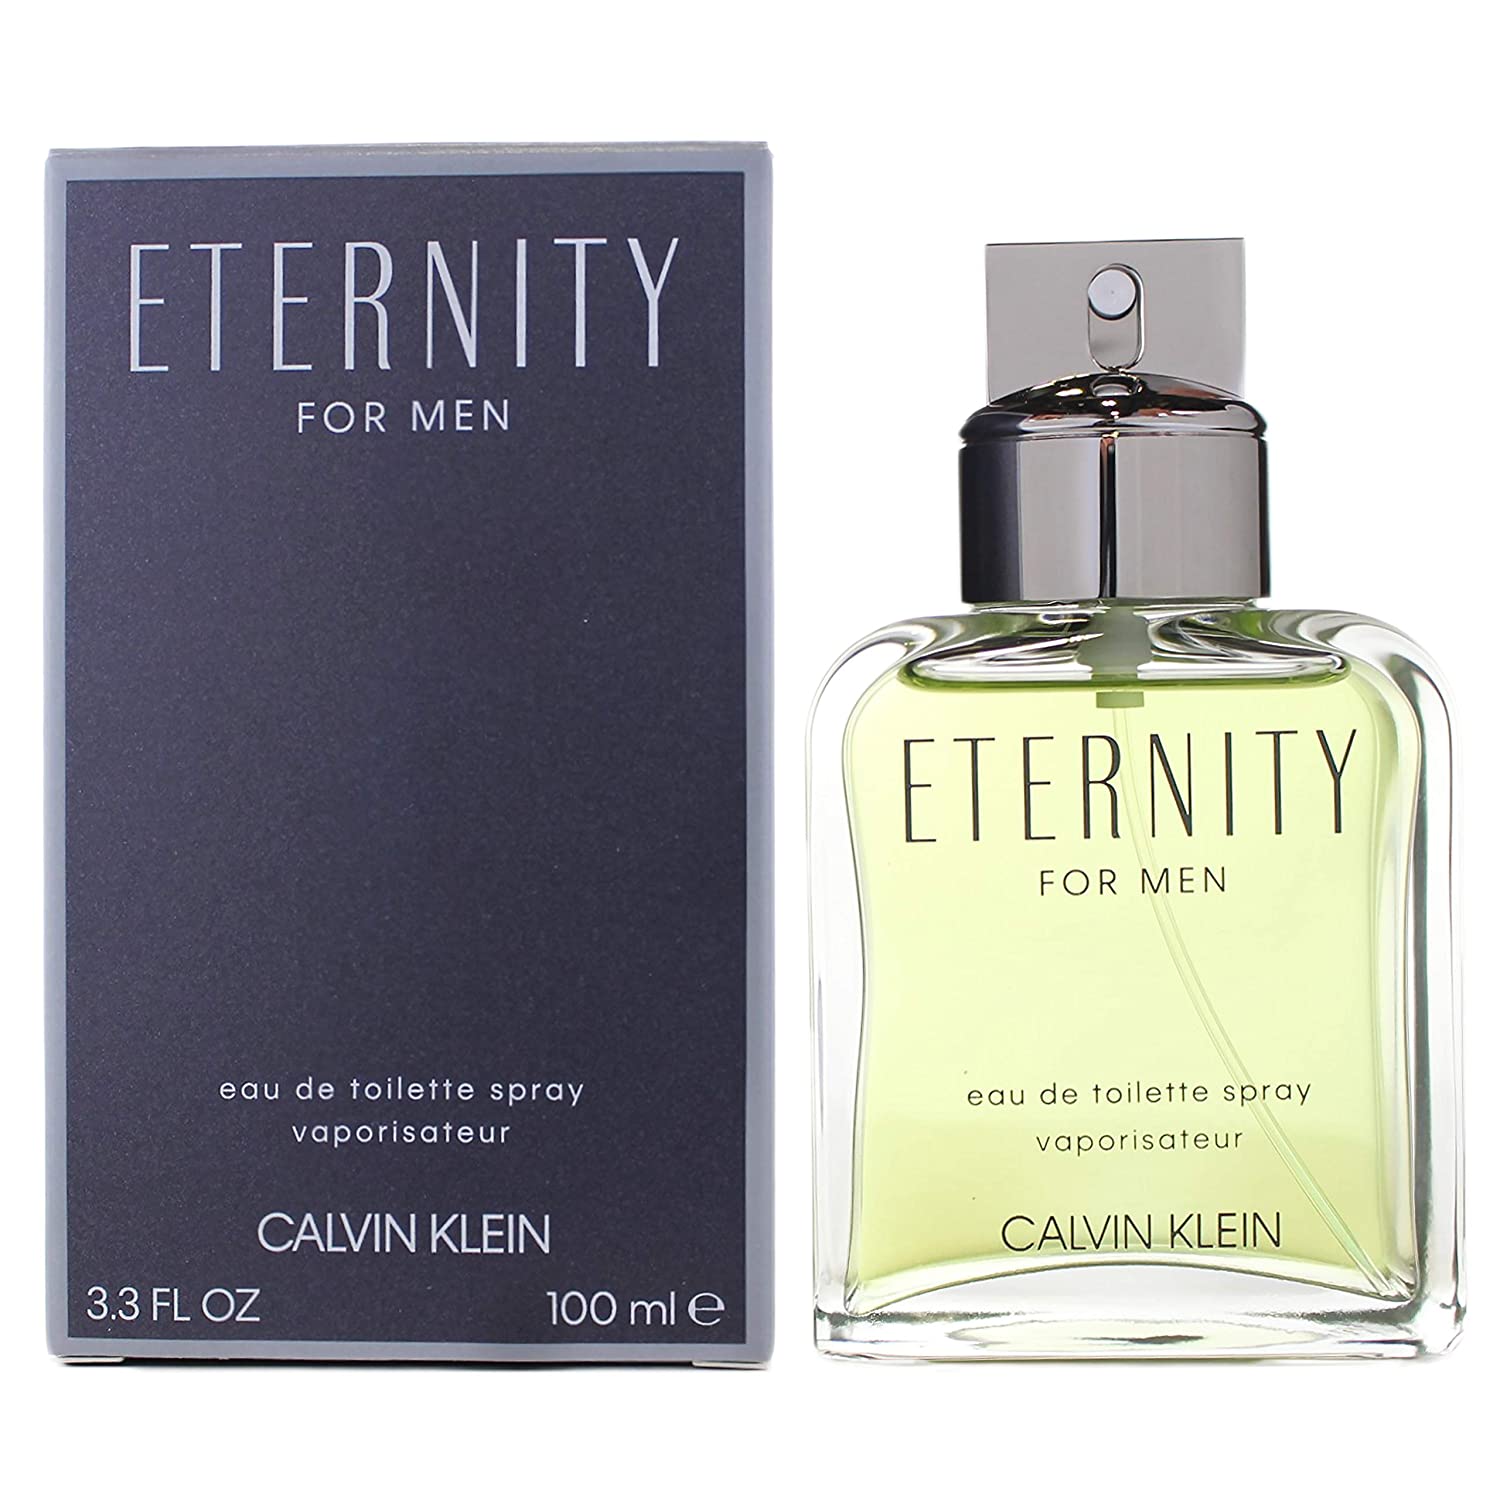 ETERNITY
FOR MEN
eau de toilette spray
vaporisateur
CALVIN KLEIN
3.3 FL OZ 100 ml ℮
ETERNITY
FOR MEN
eau de toilette spray
vaporisateur
CALVIN KLEIN